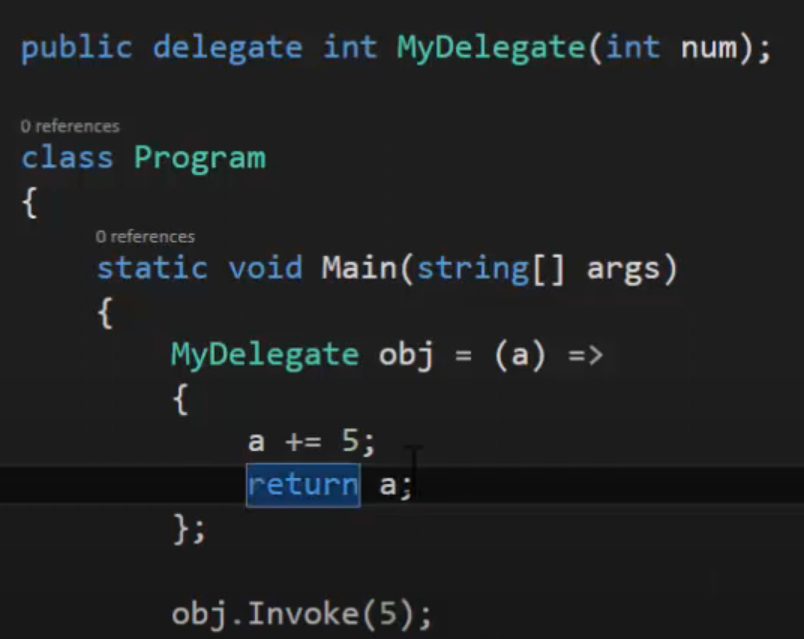 public delegate int MyDelegate(int num);
0 references
class Program
{
0 references
static void Main(string[] args)
{
MyDelegate obj = (a) =>
{
a += 5;
return a;
};
obj.Invoke(5);